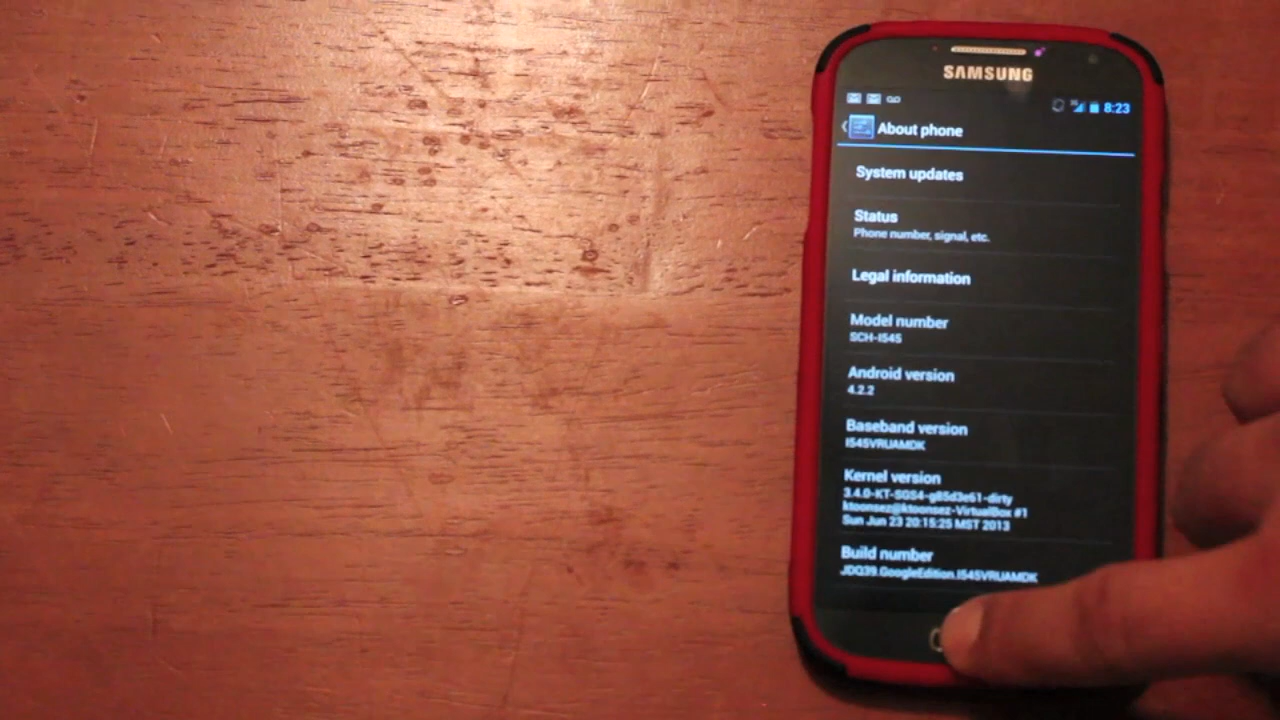 SAMSUNG
8:23
About phone
System updates
Status
Phone number, signal, etc.
Legal information
Model number
SCH-I545
Android version
4.2.2
Baseband version
I545VRUAMDK
Kernel version
3.4.0-KT-SGS4-g85d3e61-dirty
ktoonsez@ktoonsez-VirtualBox #1
Sun Jun 23 20:15:25 MST 2013
Build number
JDQ39.GoogleEdition.I545VRUAMDK